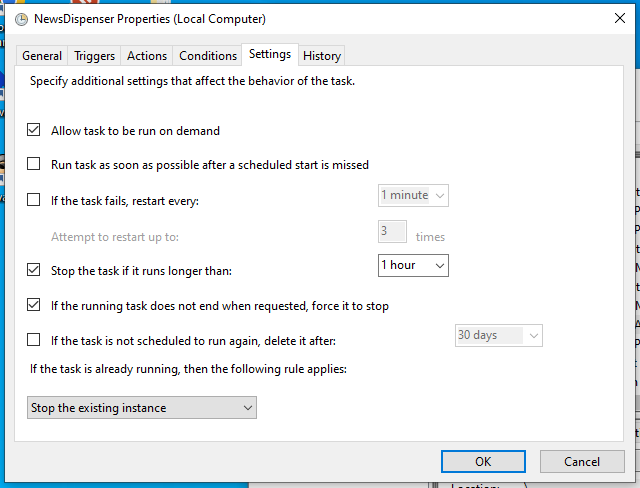 NewsDispenser Properties (Local Computer)
General Triggers Actions Conditions Settings History
Specify additional settings that affect the behavior of the task.
Allow task to be run on demand
Run task as soon as possible after a scheduled start is missed
If the task fails, restart every: 1 minute
Attempt to restart up to: 3 times
Stop the task if it runs longer than: 1 hour
If the running task does not end when requested, force it to stop
If the task is not scheduled to run again, delete it after: 30 days
If the task is already running, then the following rule applies:
Stop the existing instance
OK Cancel
Location: